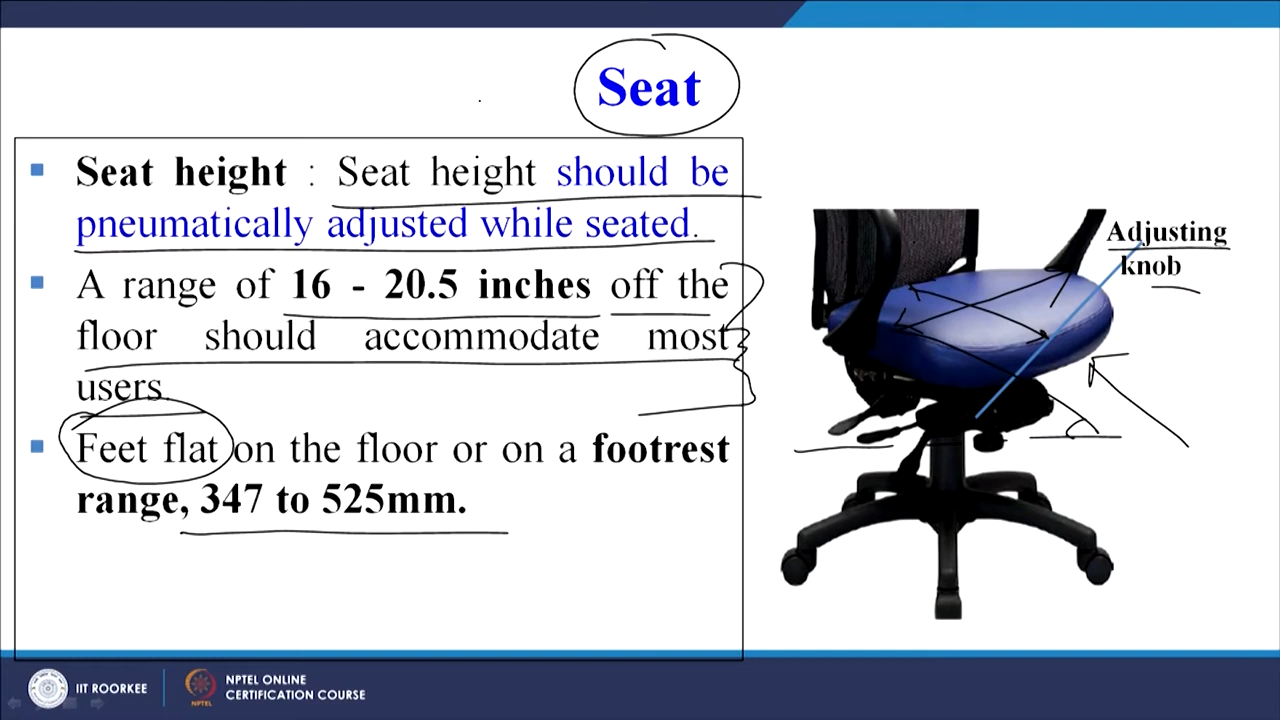 Seat
Seat height : Seat height should be
pneumatically adjusted while seated.
A range of 16 - 20.5 inches off the
floor should accommodate most
users.
Feet flat on the floor or on a footrest
range, 347 to 525mm.
Adjusting
knob
IIT ROORKEE
NPTEL
NPTEL ONLINE
CERTIFICATION COURSE